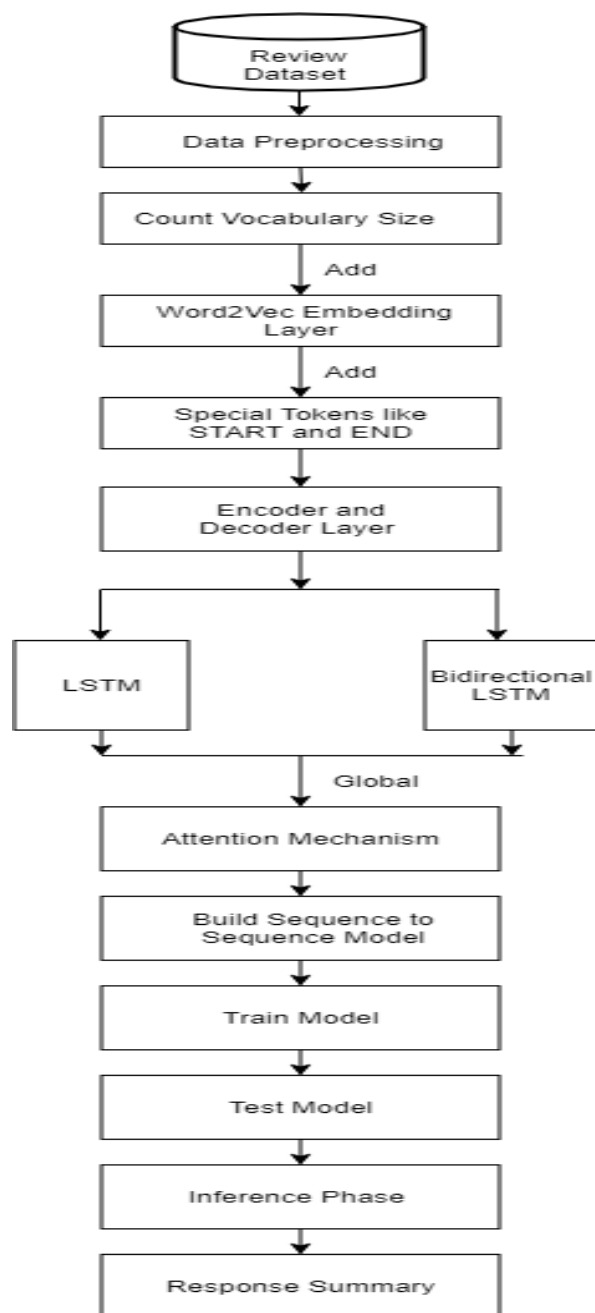 Review
Dataset
Data Preprocessing
Count Vocabulary Size
Add
Word2Vec Embedding
Layer
Add
Special Tokens like
START and END
Encoder and
Decoder Layer
LSTM
Bidirectional
LSTM
Global
Attention Mechanism
Build Sequence to
Sequence Model
Train Model
Test Model
Inference Phase
Response Summary